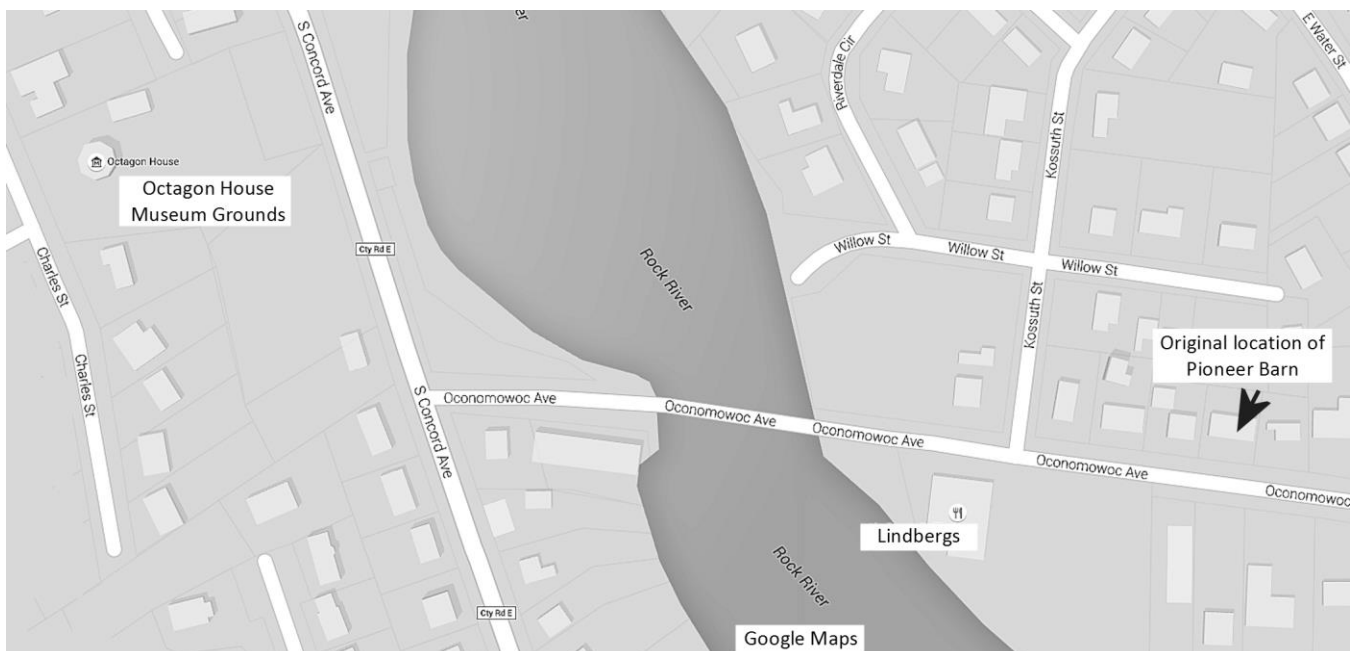 River
S Concord Ave
Riverdale Cir
E Water St
Kossuth St
Octagon House
Octagon House
Museum Grounds
Cty Rd E
Rock River
Willow St
Willow St
Willow St
Charles St
Kossuth St
Original location of
Pioneer Barn
Charles St
S Concord Ave
Oconomowoc Ave
Oconomowoc Ave
Oconomowoc Ave
Oconomowoc Ave
Oconomowoc
Lindbergs
Rock River
Cty Rd E
Google Maps